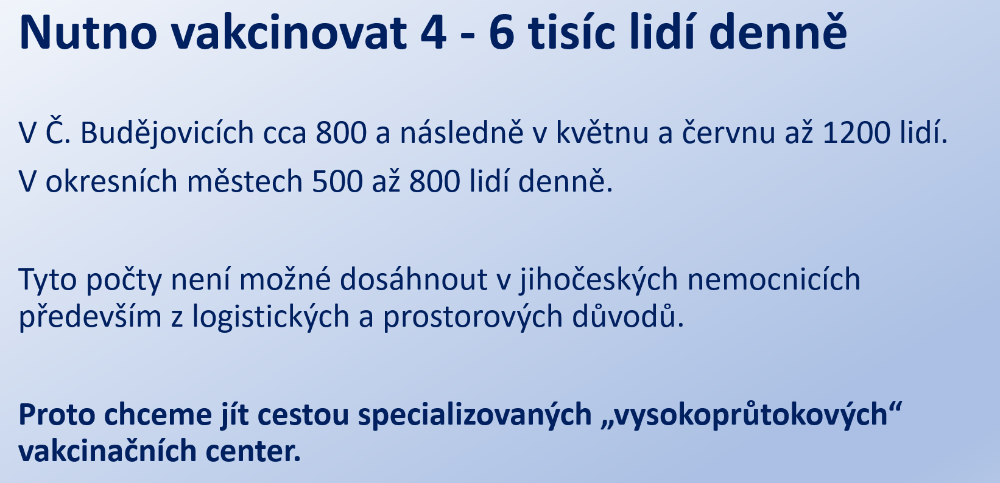 Nutno vakcinovat 4 - 6 tisíc lidí denně
V Č. Budějovicích cca 800 a následně v květnu a červnu až 1200 lidí.
V okresních městech 500 až 800 lidí denně.
Tyto počty není možné dosáhnout v jihočeských nemocnicích
především z logistických a prostorových důvodů.
Proto chceme jít cestou specializovaných „vysokoprůtokových“
vakcinačních center.